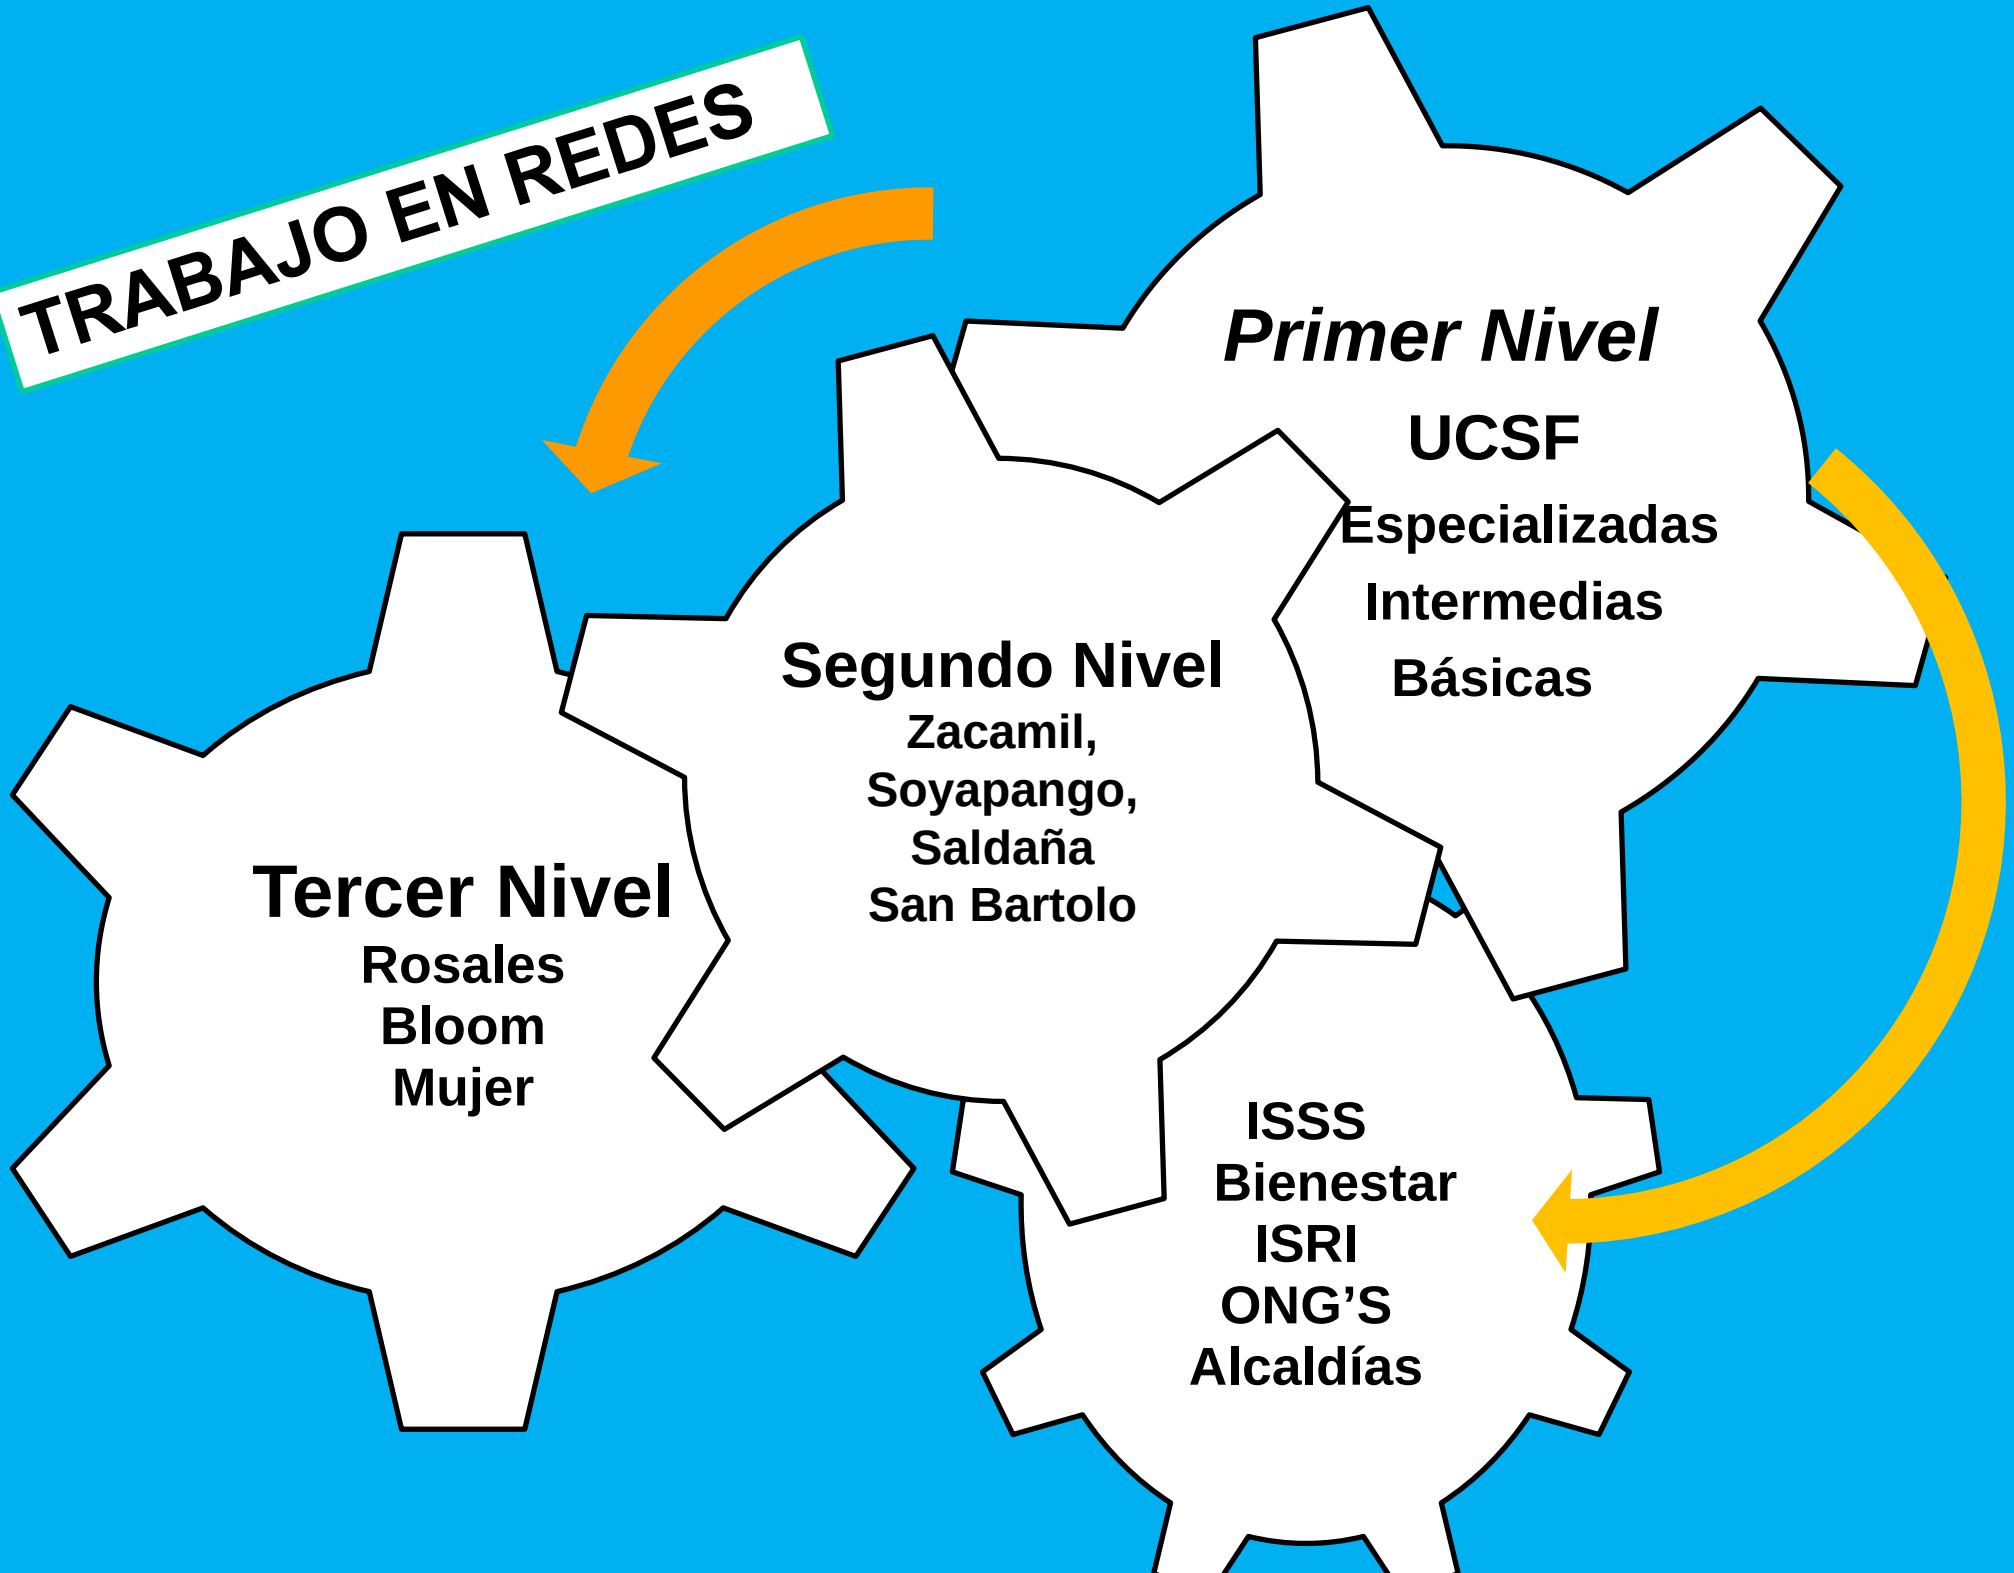 TRABAJO EN REDES
Primer Nivel
UCSF
Especializadas
Intermedias
Básicas
Segundo Nivel
Zacamil,
Soyapango,
Saldaña
San Bartolo
Tercer Nivel
Rosales
Bloom
Mujer
ISSS
Bienestar
ISRI
ONG’S
Alcaldías